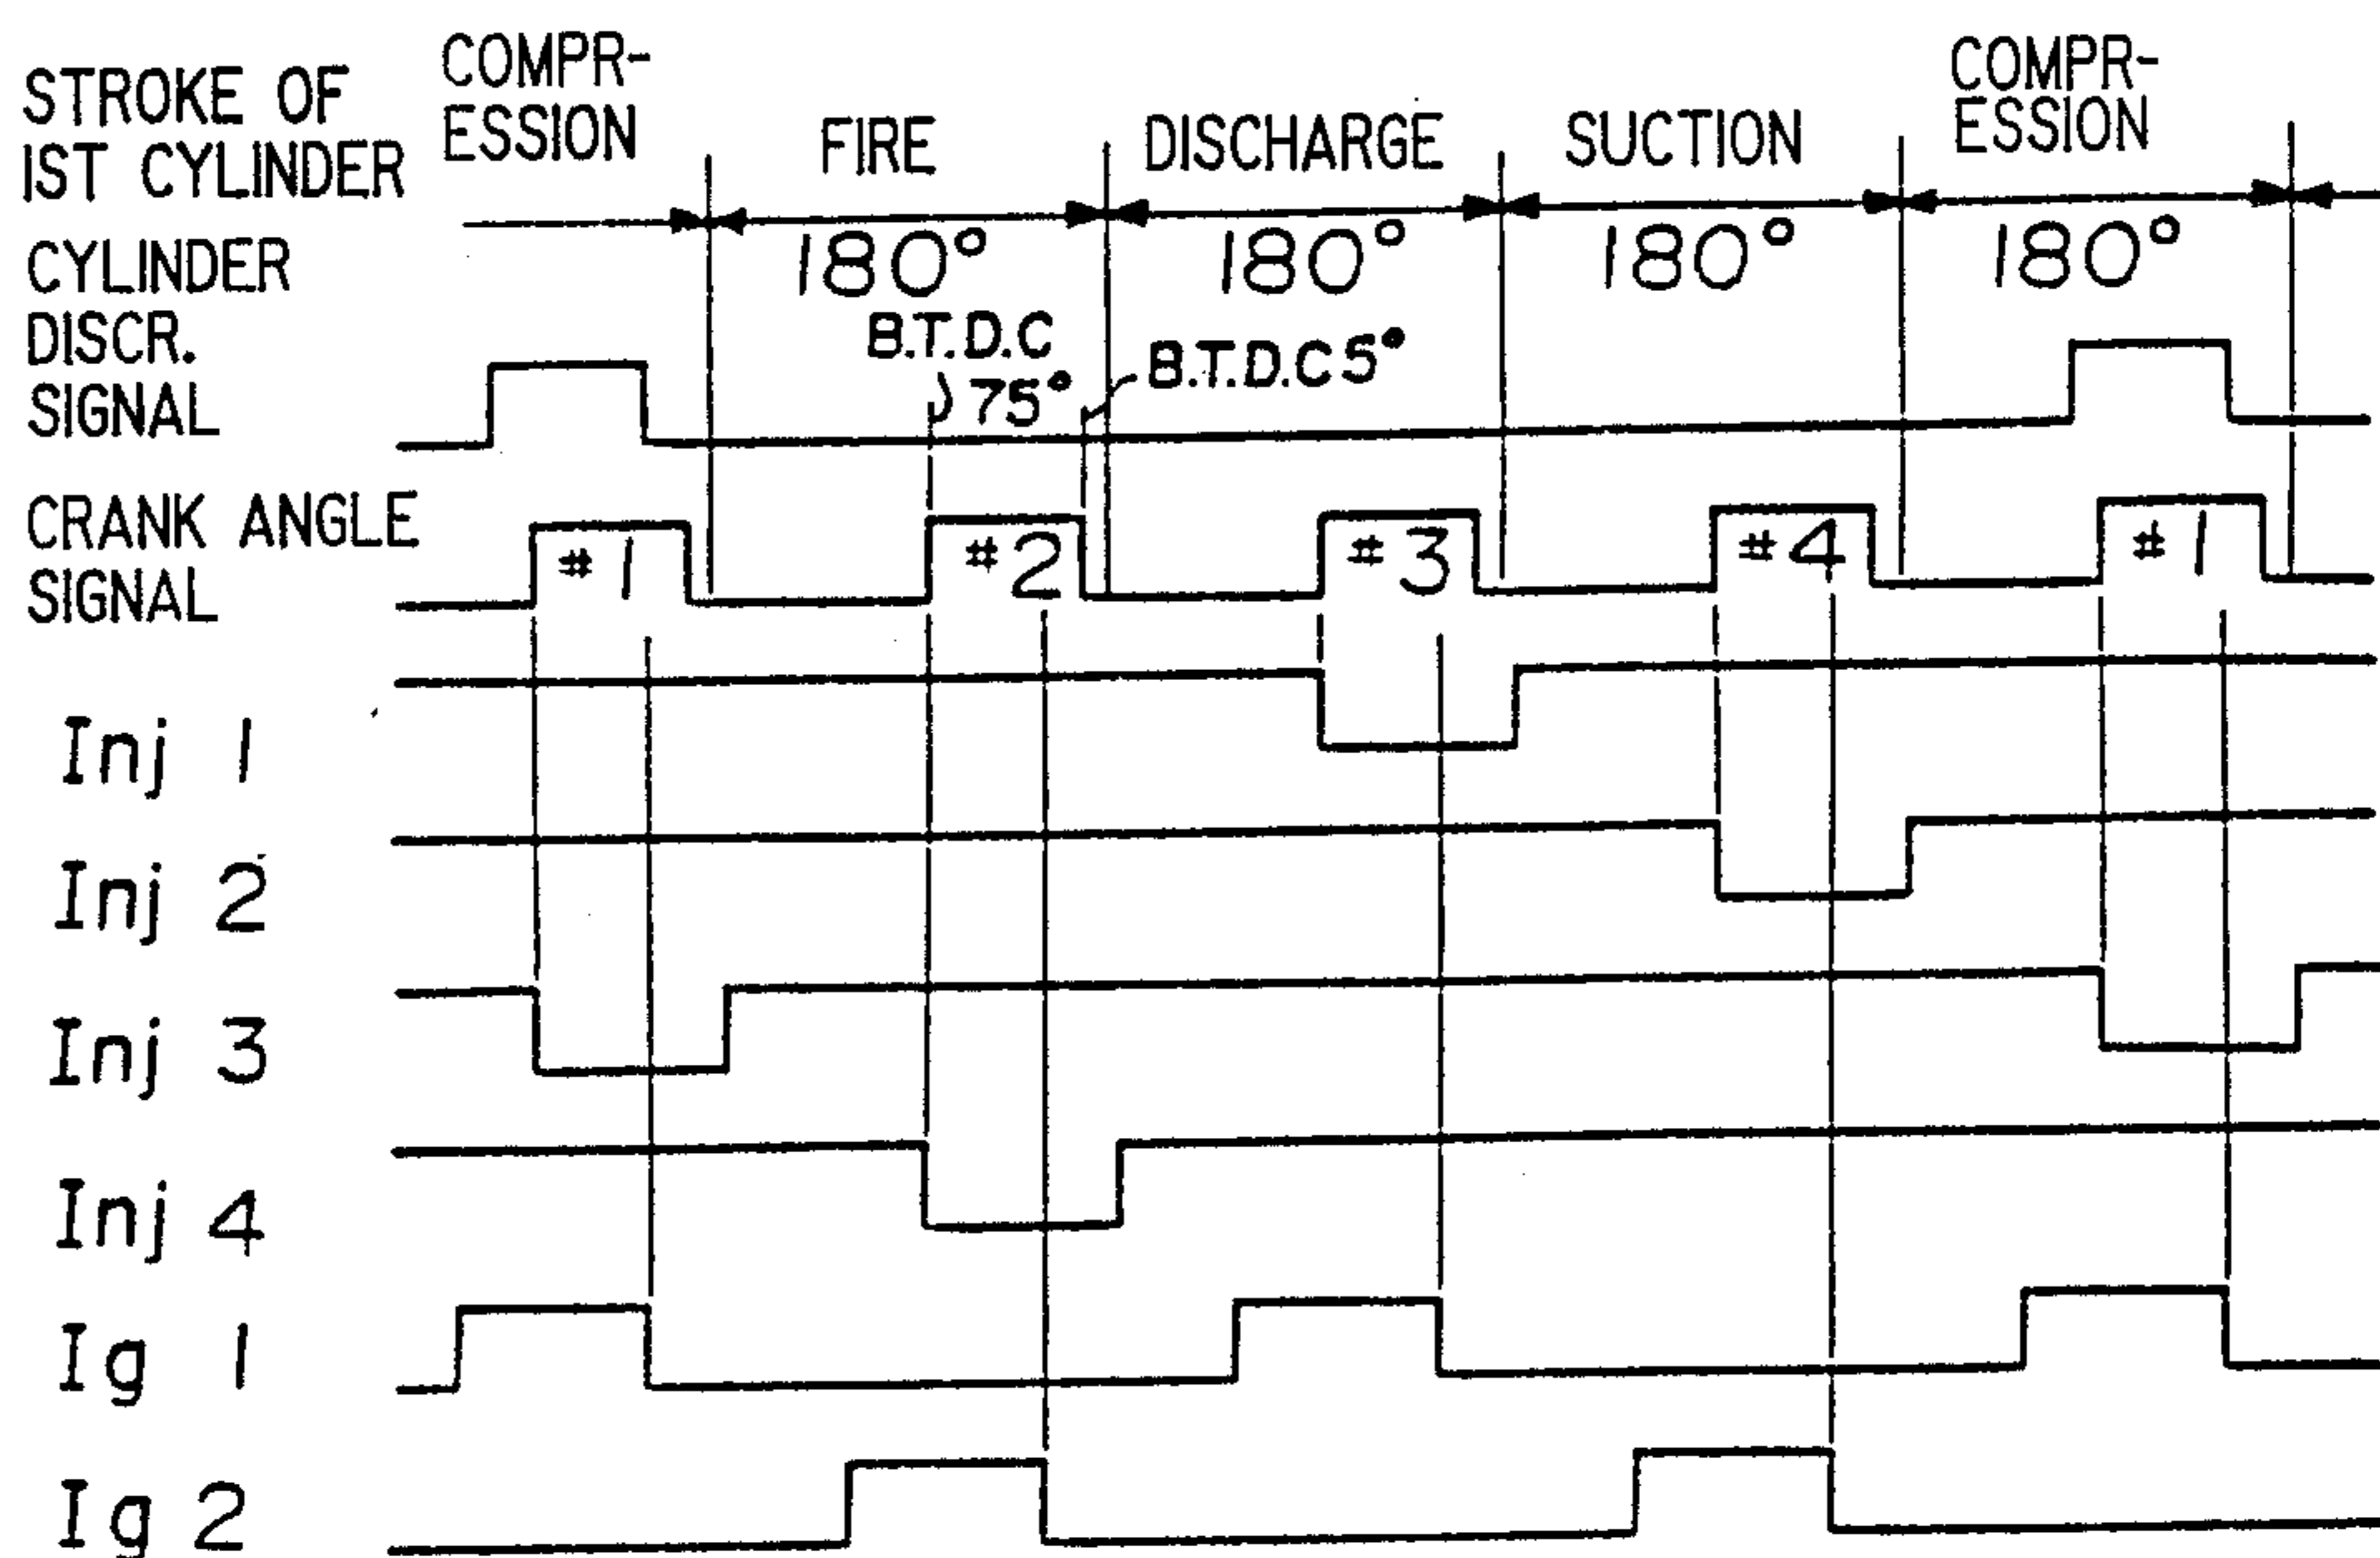 STROKE OF
IST CYLINDER
COMPR-
ESSION
FIRE
DISCHARGE
SUCTION
COMPR-
ESSION
180°
180°
180°
180°
CYLINDER
DISCR.
SIGNAL
B.T.D.C
75°
B.T.D.C 5°
CRANK ANGLE
SIGNAL
#1
#2
#3
#4
#1
Inj 1
Inj 2
Inj 3
Inj 4
Ig 1
Ig 2